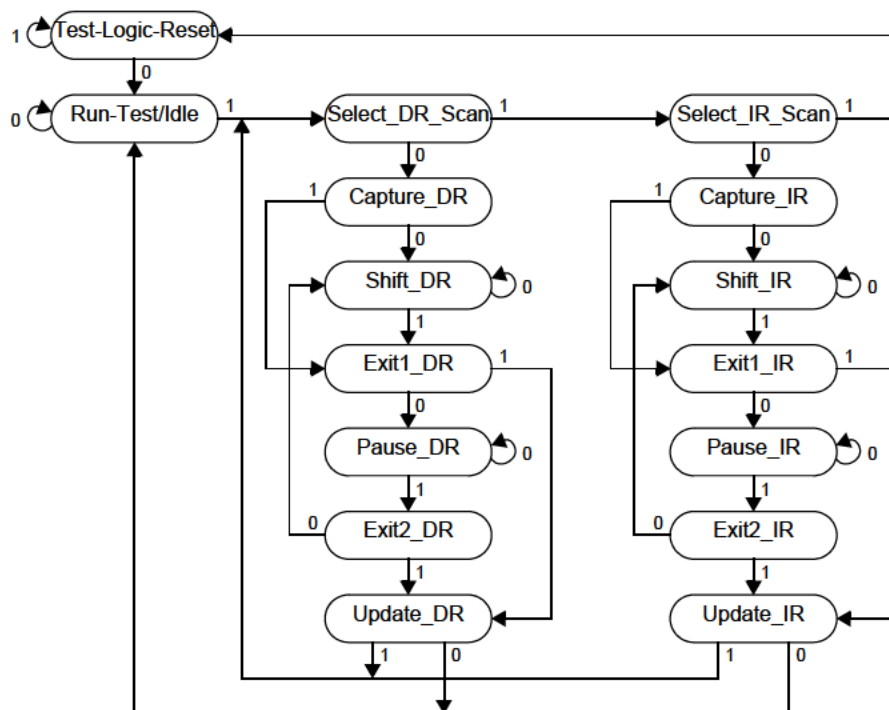 Test-Logic-Reset
1
0
Run-Test/Idle
0
1
Select_DR_Scan
1
Select_IR_Scan
1
0
0
1
Capture_DR
1
Capture_IR
0
0
Shift_DR
0
Shift_IR
0
1
1
Exit1_DR
1
Exit1_IR
1
0
0
Pause_DR
0
Pause_IR
0
1
1
0
Exit2_DR
0
Exit2_IR
1
1
Update_DR
Update_IR
1
0
1
0